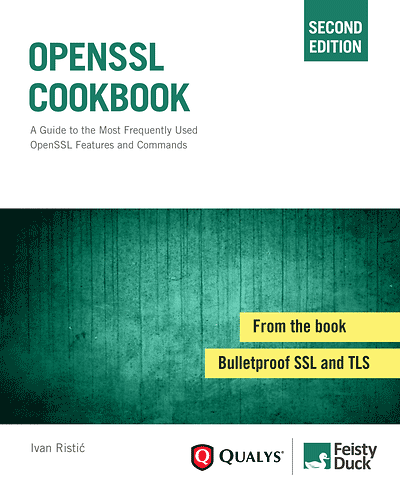 SECOND
EDITION
OPENSSL
COOKBOOK
A Guide to the Most Frequently Used
OpenSSL Features and Commands
From the book
Bulletproof SSL and TLS
Ivan Ristić
QUALYS®
Feisty
Duck